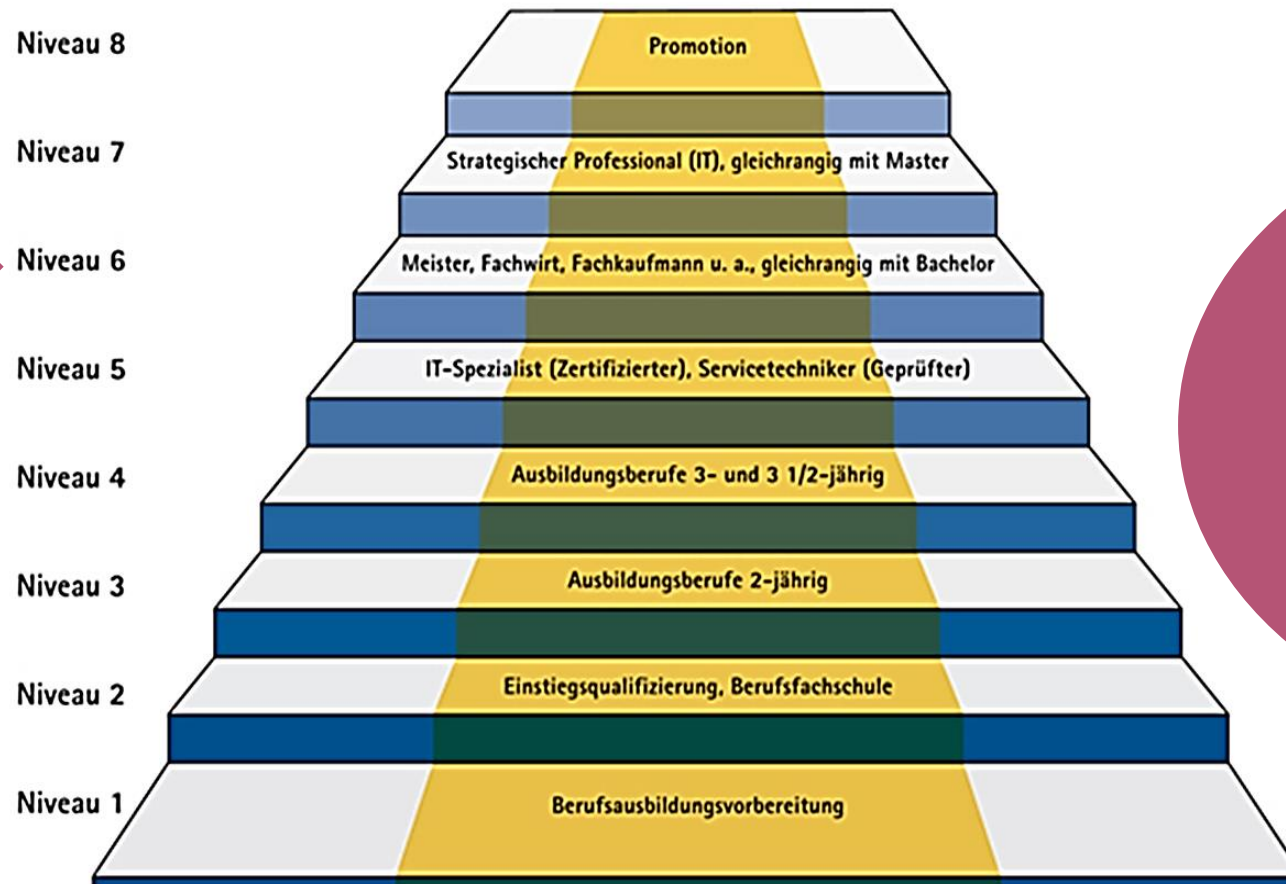 Niveau 8
Promotion
Niveau 7
Strategischer Professional (IT), gleichrangig mit Master
Niveau 6
Meister, Fachwirt, Fachkaufmann u. a., gleichrangig mit Bachelor
Niveau 5
IT-Spezialist (Zertifizierter), Servicetechniker (Geprüfter)
Niveau 4
Ausbildungsberufe 3- und 3 1/2-jährig
Niveau 3
Ausbildungsberufe 2-jährig
Niveau 2
Einstiegsqualifizierung, Berufsfachschule
Niveau 1
Berufsausbildungsvorbereitung